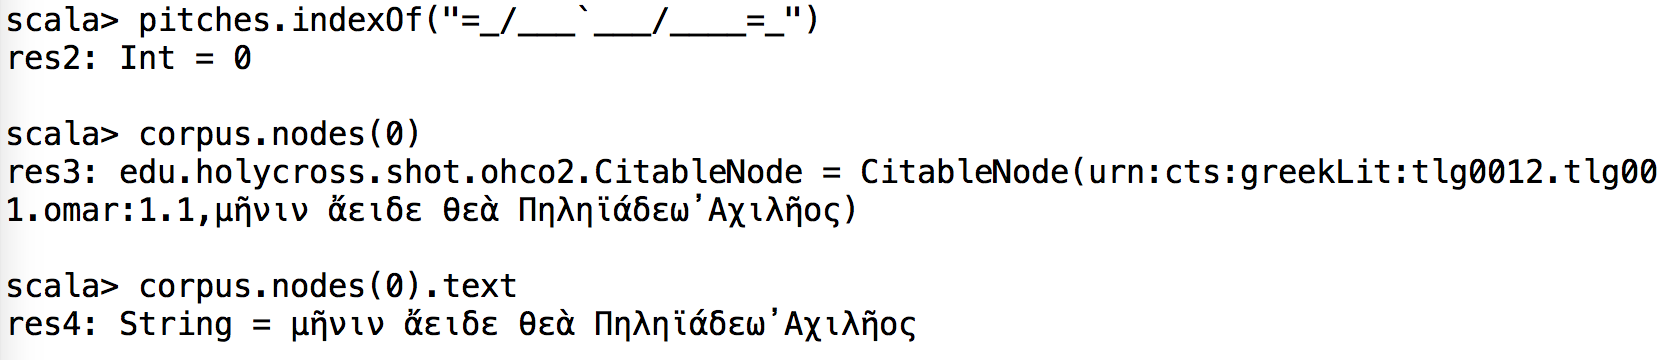 scala> pitches.indexOf("=_/___`___/____=_")
res2: Int = 0
scala> corpus.nodes(0)
res3: edu.holycross.shot.ohco2.CitableNode = CitableNode(urn:cts:greekLit:tlg0012.tlg00
1.omar:1.1,μῆνιν ἄειδε θεὰ Πηληϊάδεω᾽Αχιλῆος)
scala> corpus.nodes(0).text
res4: String = μῆνιν ἄειδε θεὰ Πηληϊάδεω᾽Αχιλῆος